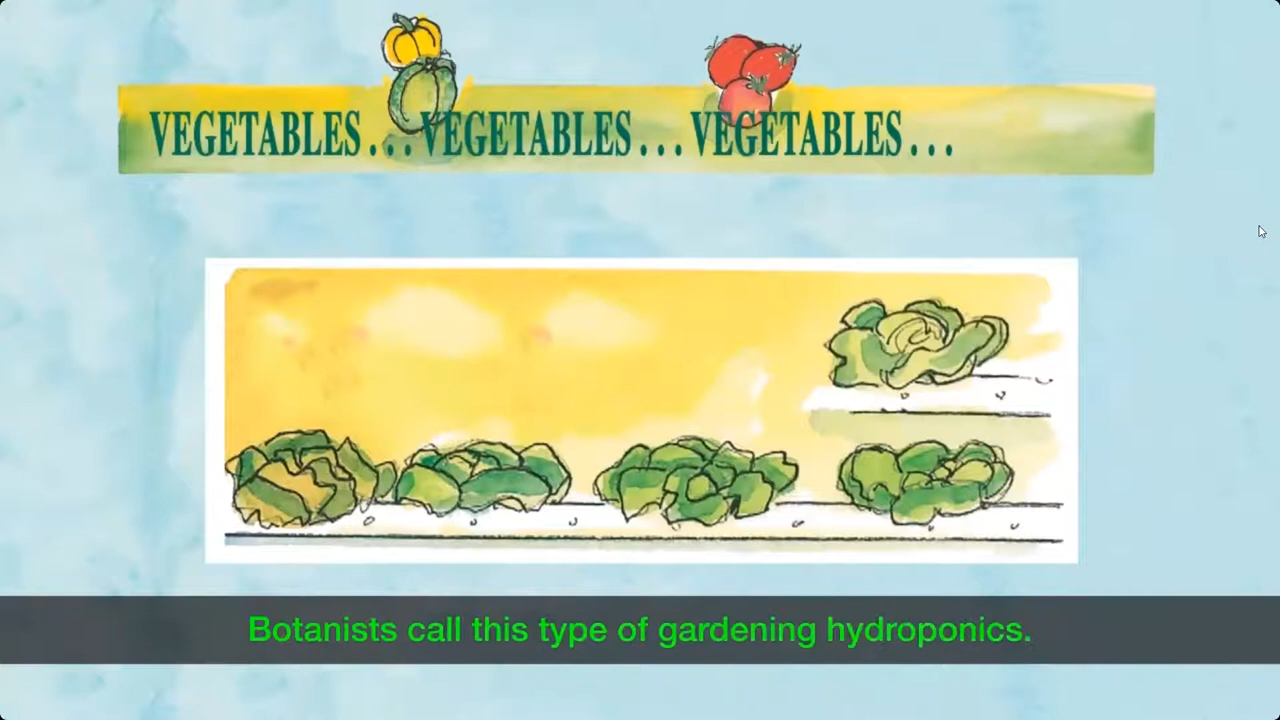 VEGETABLES...VEGETABLES...VEGETABLES...
Botanists call this type of gardening hydroponics.